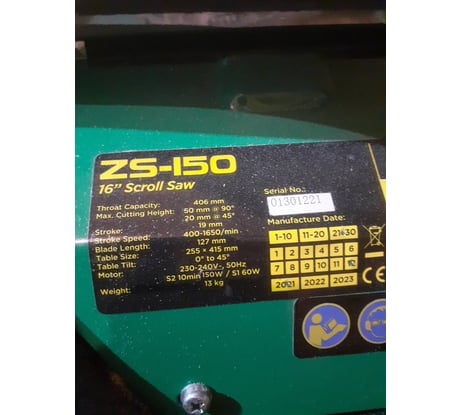 ZS-150
16” Scroll Saw
Throat Capacity: 406 mm
Max. Cutting Height: 50 mm @ 90°
20 mm @ 45°
Stroke: 19 mm
Stroke Speed: 400-1650/min
Blade Length: 127 mm
Table Size: 255 × 415 mm
Table Tilt: 0° to 45°
Motor: 230-240V~, 50Hz
S2 10min 150W / S1 60W
Weight: 13 kg
Serial No.:
01301221
Manufacture Date:
1-10 11-20 21-30
1 2 3 4 5 6
7 8 9 10 11 12
2021 2022 2023
CE